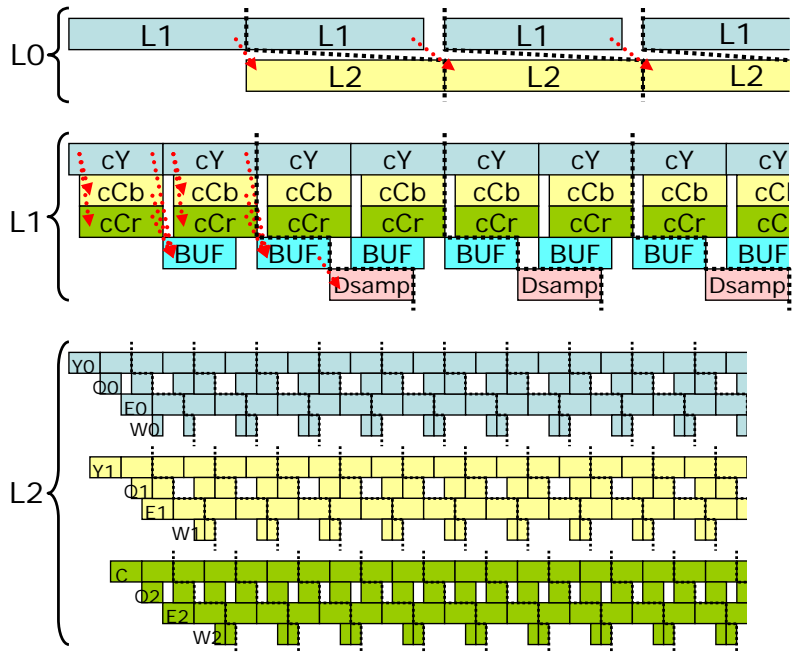 L0
L1 L1 L1 L1
L2 L2 L2
L1
cY cY cY cY cY cY cY cY
cCb cCb cCb cCb cCb cCb cCb cCl
cCr cCr cCr cCr cCr cCr cCr cC
BUF BUF BUF BUF BUF BUF BUF
Dsamp Dsamp Dsamp
L2
Y0
O0
E0
W0
Y1
O1
E1
W1
C
O2
E2
W2